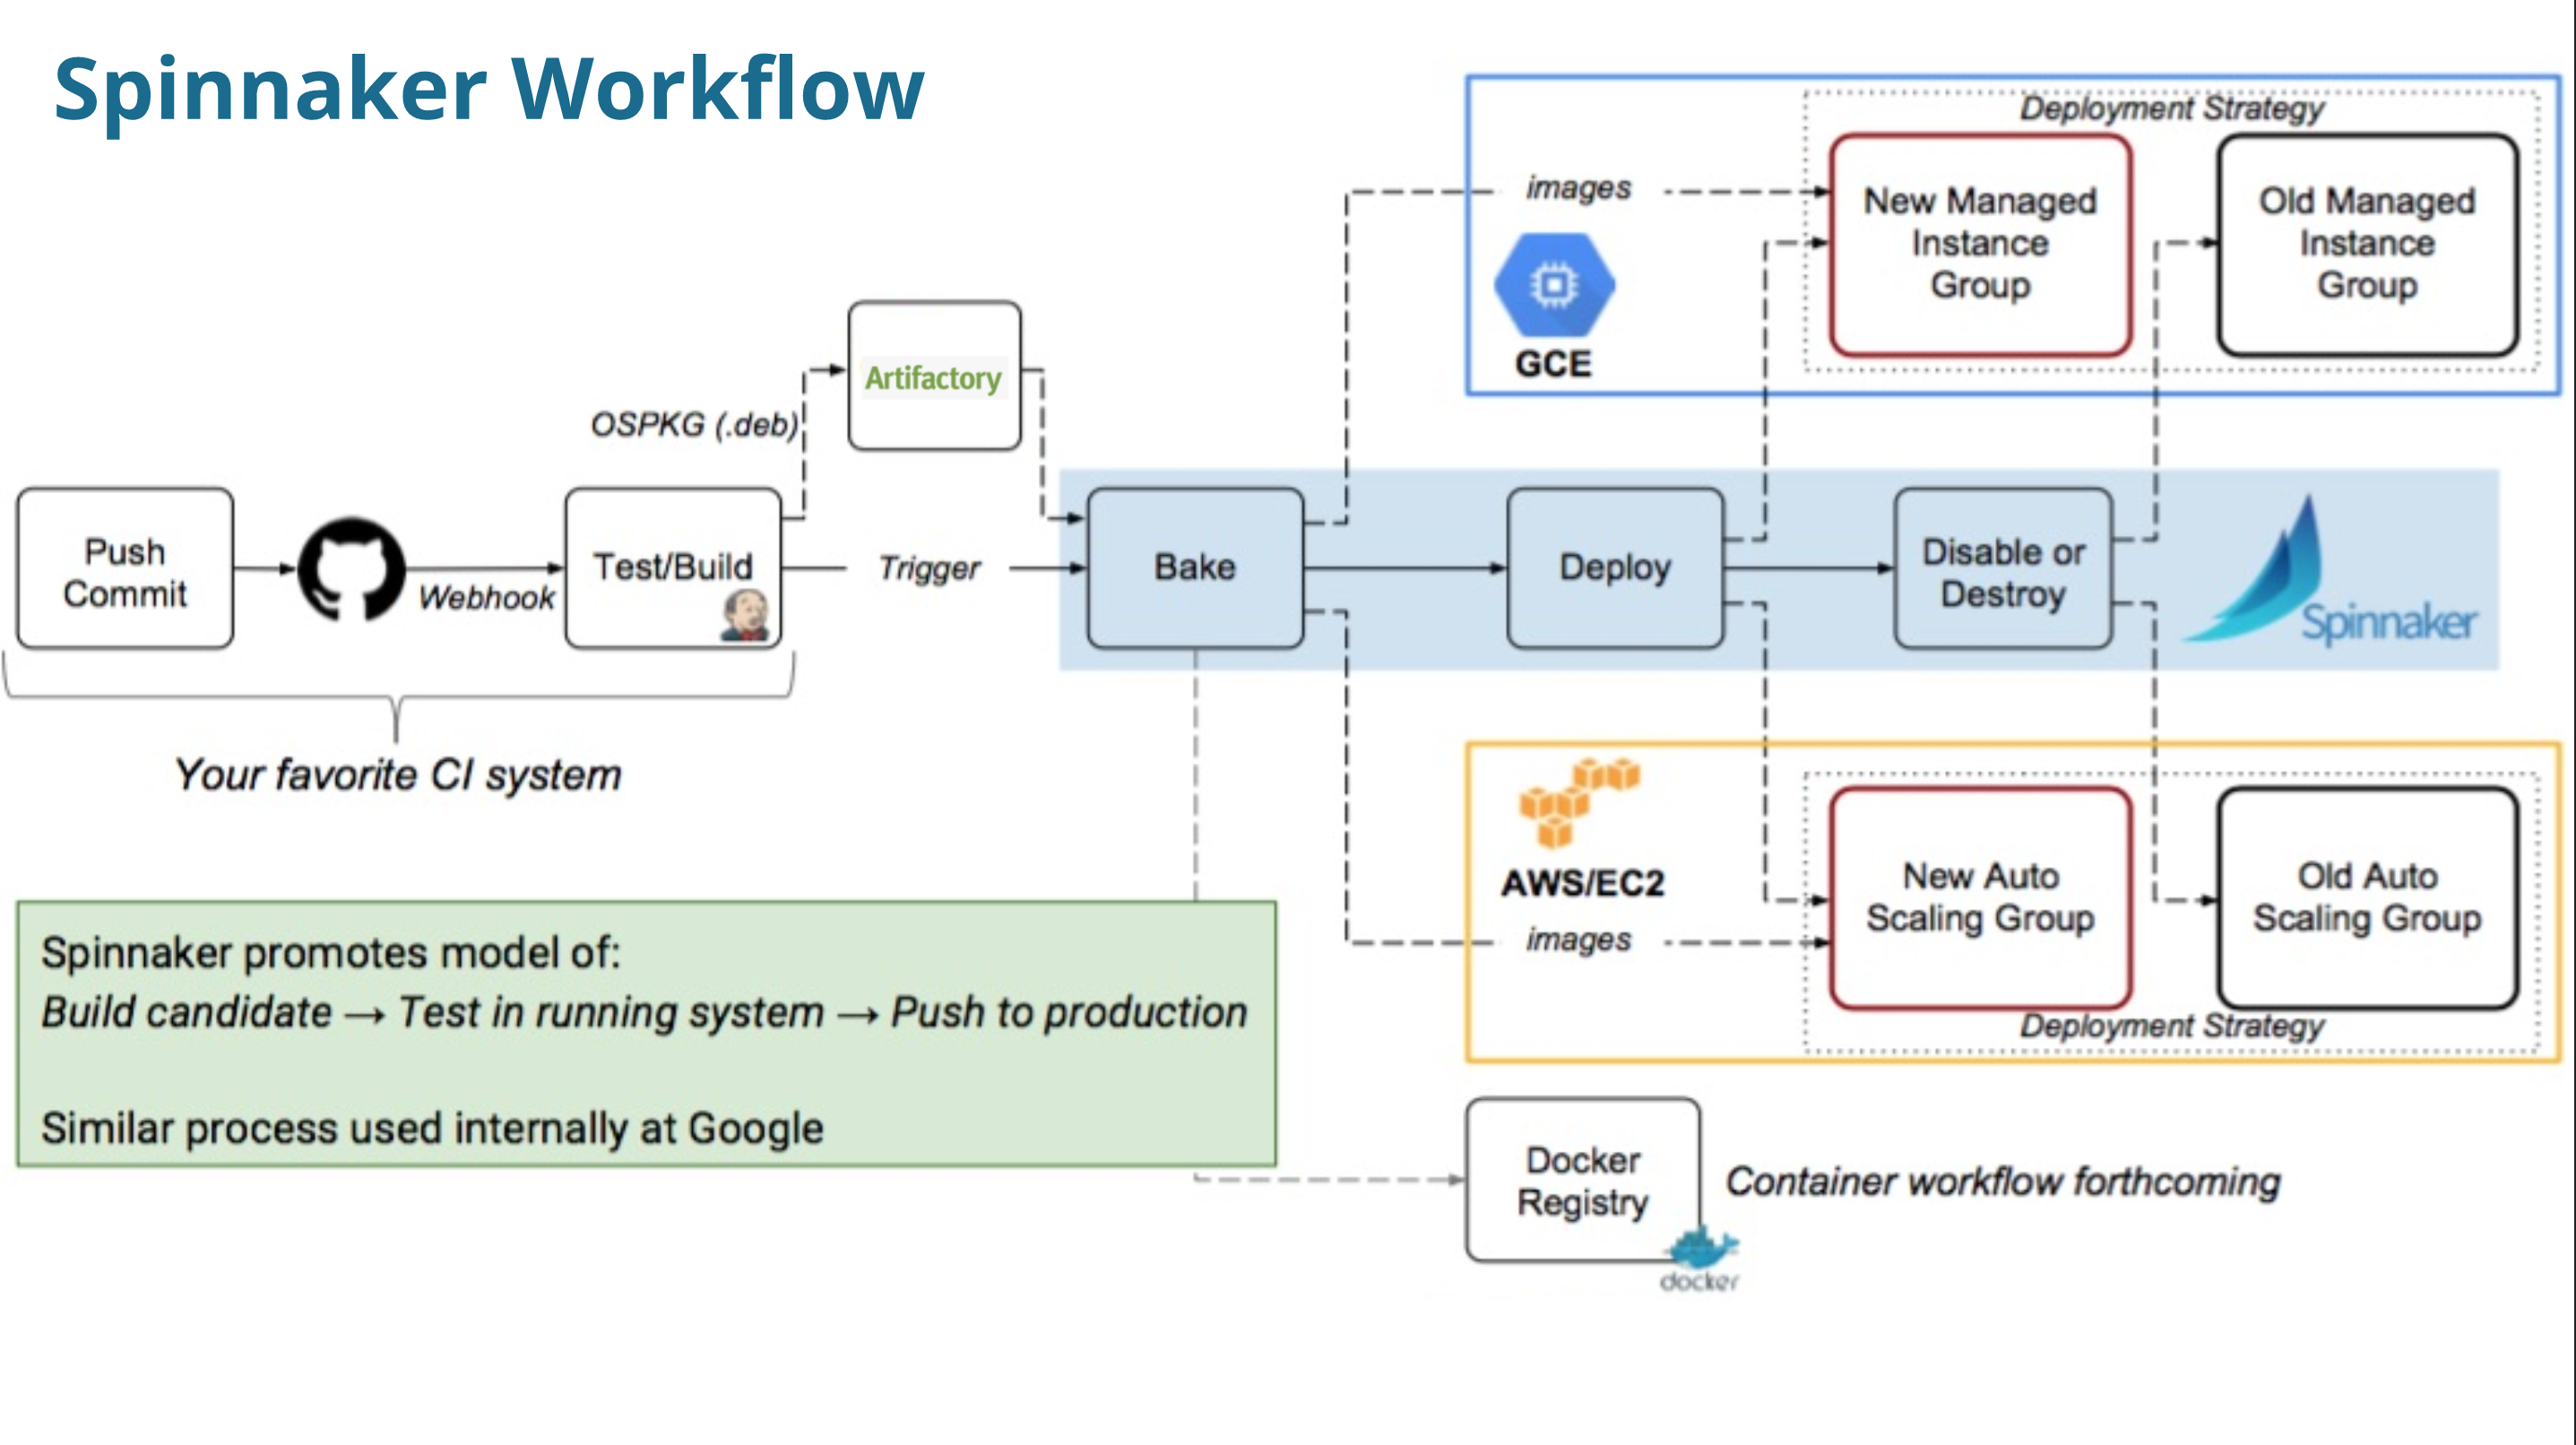 Spinnaker Workflow
Deployment Strategy
images
New Managed
Instance
Group
Old Managed
Instance
Group
GCE
Artifactory
OSPKG (.deb)
Push
Commit
Webhook
Test/Build
Trigger
Bake
Deploy
Disable or
Destroy
Spinnaker
Your favorite CI system
AWS/EC2
images
New Auto
Scaling Group
Old Auto
Scaling Group
Deployment Strategy
Spinnaker promotes model of:
Build candidate → Test in running system → Push to production
Similar process used internally at Google
Docker
Registry
docker
Container workflow forthcoming